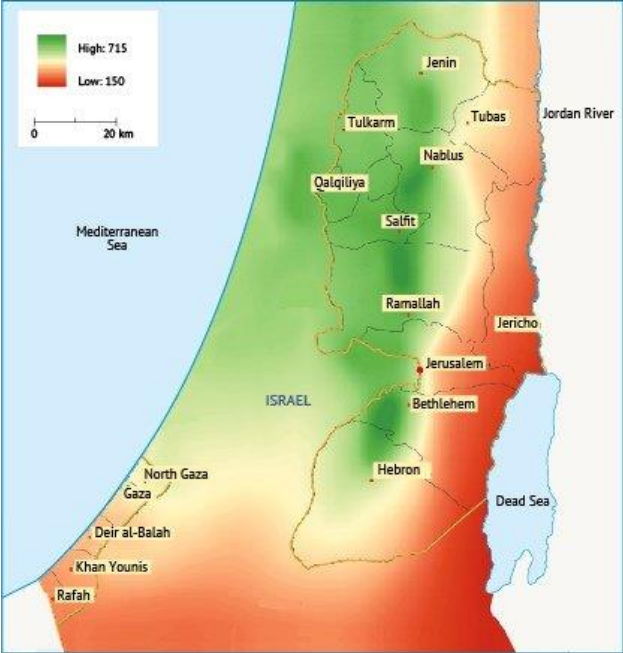 High: 715
Low: 150
0 20 km
Jenin
Jordan River
Tubas
Tulkarm
Nablus
Qalqiliya
Salfit
Mediterranean
Sea
Ramallah
Jericho
Jerusalem
ISRAEL
Bethlehem
Hebron
North Gaza
Gaza
Dead Sea
Deir al-Balah
Khan Younis
Rafah